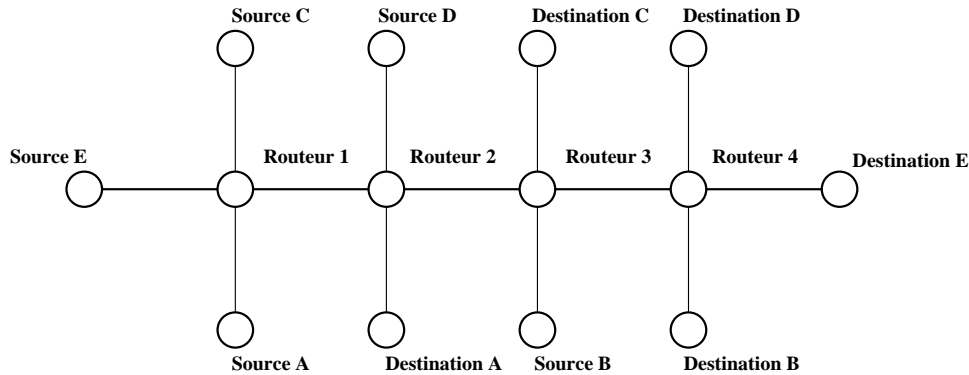 Source C
Source D
Destination C
Destination D
Source E
Routeur 1
Routeur 2
Routeur 3
Routeur 4
Destination E
Source A
Destination A
Source B
Destination B